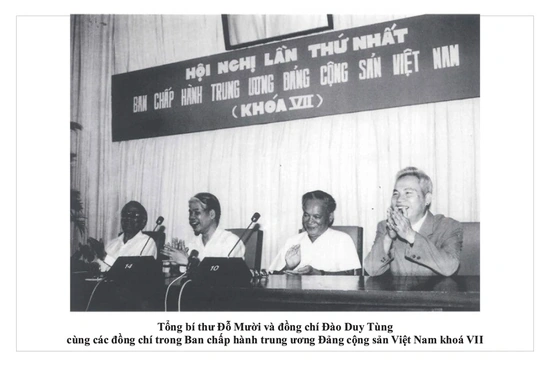 HỘI NGHỊ LẦN THỨ NHẤT
BAN CHẤP HÀNH TRUNG ƯƠNG ĐẢNG CỘNG SẢN VIỆT NAM
(KHÓA VII)
14
10
Tổng bí thư Đỗ Mười và đồng chí Đào Duy Tùng
cùng các đồng chí trong Ban chấp hành trung ương Đảng cộng sản Việt Nam khoá VII